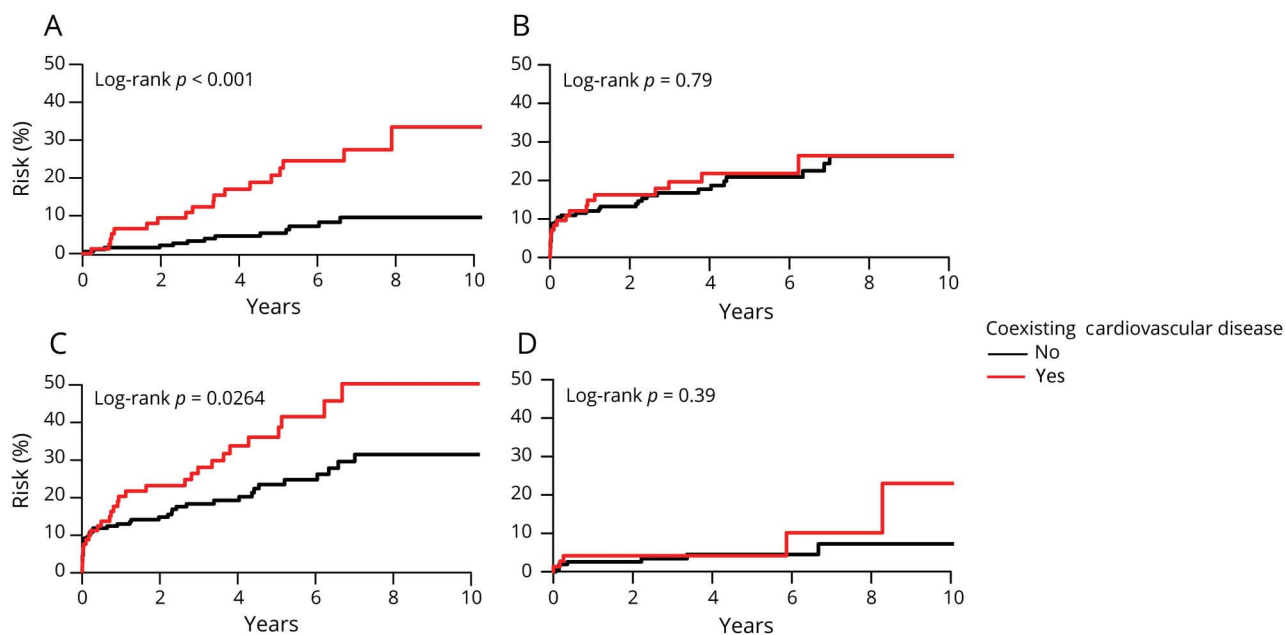 A
Log-rank p < 0.001
Risk (%)
50
40
30
20
10
0
0 2 4 6 8 10
Years
B
Log-rank p = 0.79
50
40
30
20
10
0
0 2 4 6 8 10
Years
C
Log-rank p = 0.0264
Risk (%)
50
40
30
20
10
0
0 2 4 6 8 10
Years
D
Log-rank p = 0.39
50
40
30
20
10
0
0 2 4 6 8 10
Years
Coexisting cardiovascular disease
No
Yes